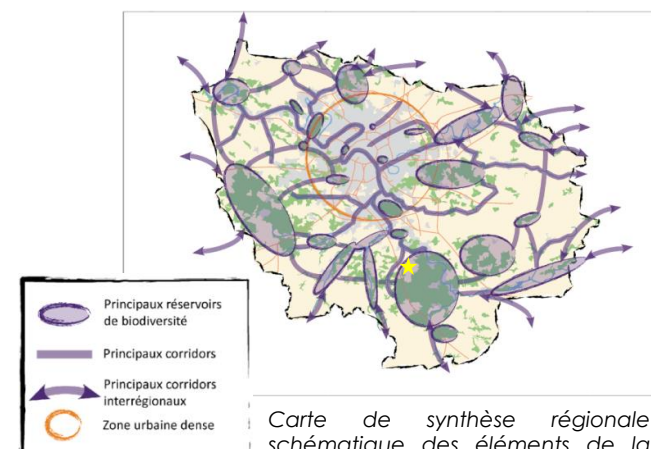 Principaux réservoirs
de biodiversité
Principaux corridors
Principaux corridors
interrégionaux
Zone urbaine dense
Carte de synthèse régionale
schématique des éléments de la